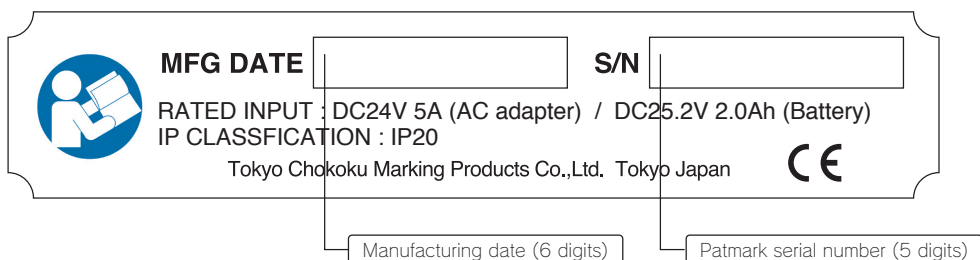 MFG DATE S/N
RATED INPUT : DC24V 5A (AC adapter) / DC25.2V 2.0Ah (Battery)
IP CLASSFICATION : IP20
Tokyo Chokoku Marking Products Co.,Ltd. Tokyo Japan CE
Manufacturing date (6 digits) Patmark serial number (5 digits)